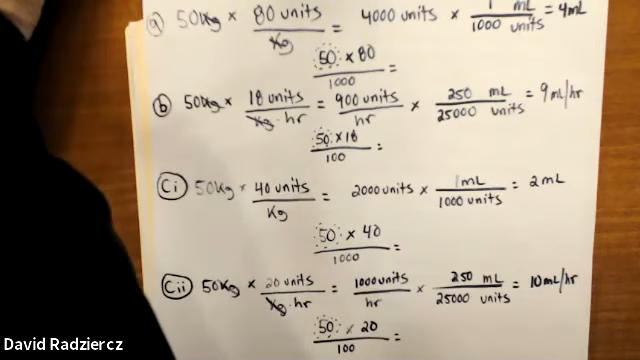 a) 50kg × 80 units / kg = 4000 units × 1 mL / 1000 units = 4mL
50 × 80 / 1000 =
b) 50kg × 18 units / kg·hr = 900 units / hr × 250 mL / 25000 units = 9mL/hr
50 × 18 / 100 =
Ci) 50kg × 40 units / kg = 2000 units × 1mL / 1000 units = 2mL
50 × 40 / 1000 =
Cii) 50kg × 20 units / kg·hr = 1000 units / hr × 250 mL / 25000 units = 10mL/hr
50 × 20 / 100 =
David Radziercz